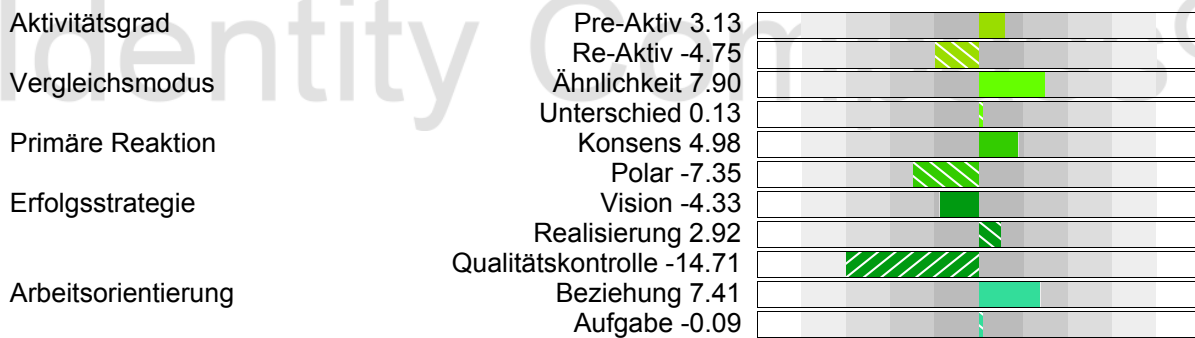 Identity Compass®
Aktivitätsgrad Pre-Aktiv 3.13
Re-Aktiv -4.75
Vergleichsmodus Ähnlichkeit 7.90
Unterschied 0.13
Primäre Reaktion Konsens 4.98
Polar -7.35
Erfolgsstrategie Vision -4.33
Realisierung 2.92
Qualitätskontrolle -14.71
Arbeitsorientierung Beziehung 7.41
Aufgabe -0.09